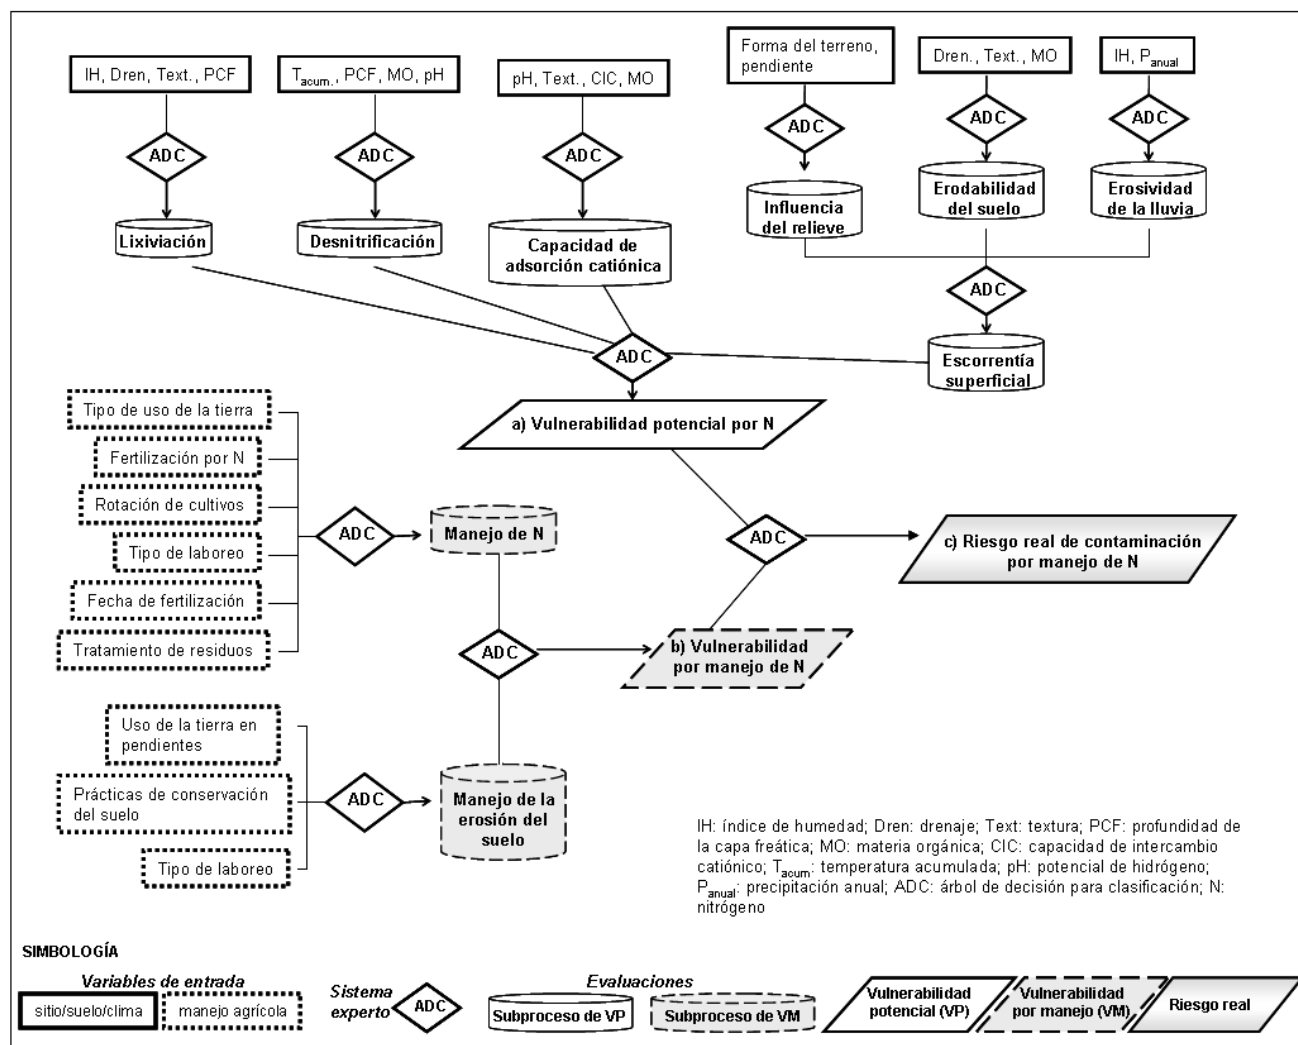 IH, Dren, Text., PCF
Tacum., PCF, MO, pH
pH, Text., CIC, MO
Forma del terreno,
pendiente
Dren., Text., MO
IH, Panual
ADC
ADC
ADC
ADC
ADC
ADC
Lixiviación
Desnitrificación
Capacidad de
adsorción catiónica
Influencia
del relieve
Erodabilidad
del suelo
Erosividad
de la lluvia
ADC
ADC
Escorrentía
superficial
a) Vulnerabilidad potencial por N
Tipo de uso de la tierra
Fertilización por N
Rotación de cultivos
Tipo de laboreo
Fecha de fertilización
Tratamiento de residuos
ADC
Manejo de N
ADC
c) Riesgo real de contaminación
por manejo de N
ADC
b) Vulnerabilidad
por manejo de N
Uso de la tierra en
pendientes
Prácticas de conservación
del suelo
Tipo de laboreo
ADC
Manejo de la
erosión del
suelo
IH: índice de humedad; Dren: drenaje; Text: textura; PCF: profundidad de
la capa freática; MO: materia orgánica; CIC: capacidad de intercambio
catiónico; Tacum: temperatura acumulada; pH: potencial de hidrógeno;
Panual: precipitación anual; ADC: árbol de decisión para clasificación; N:
nitrógeno
SIMBOLOGÍA
Variables de entrada
sitio/suelo/clima
manejo agrícola
Sistema
experto
ADC
Evaluaciones
Subproceso de VP
Subproceso de VM
Vulnerabilidad
potencial (VP)
Vulnerabilidad
por manejo (VM)
Riesgo real